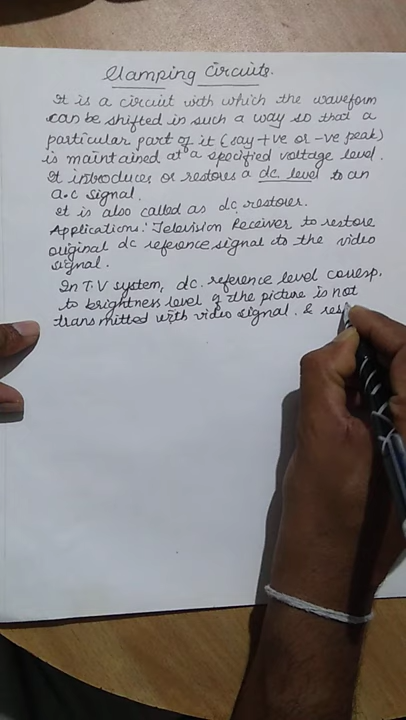 Clamping Circuits.
It is a circuit with which the waveform
can be shifted in such a way so that a
particular part of it (say +ve or -ve peak)
is maintained at a specified voltage level.
It introduces or restores a dc level to an
a.c signal.
It is also called as dc restorer.
Applications: Television Receiver to restore
original dc reference signal to the video
signal.
In T.V system, dc. reference level corresp.
to brightness level of the picture is not
transmitted with video signal. & res